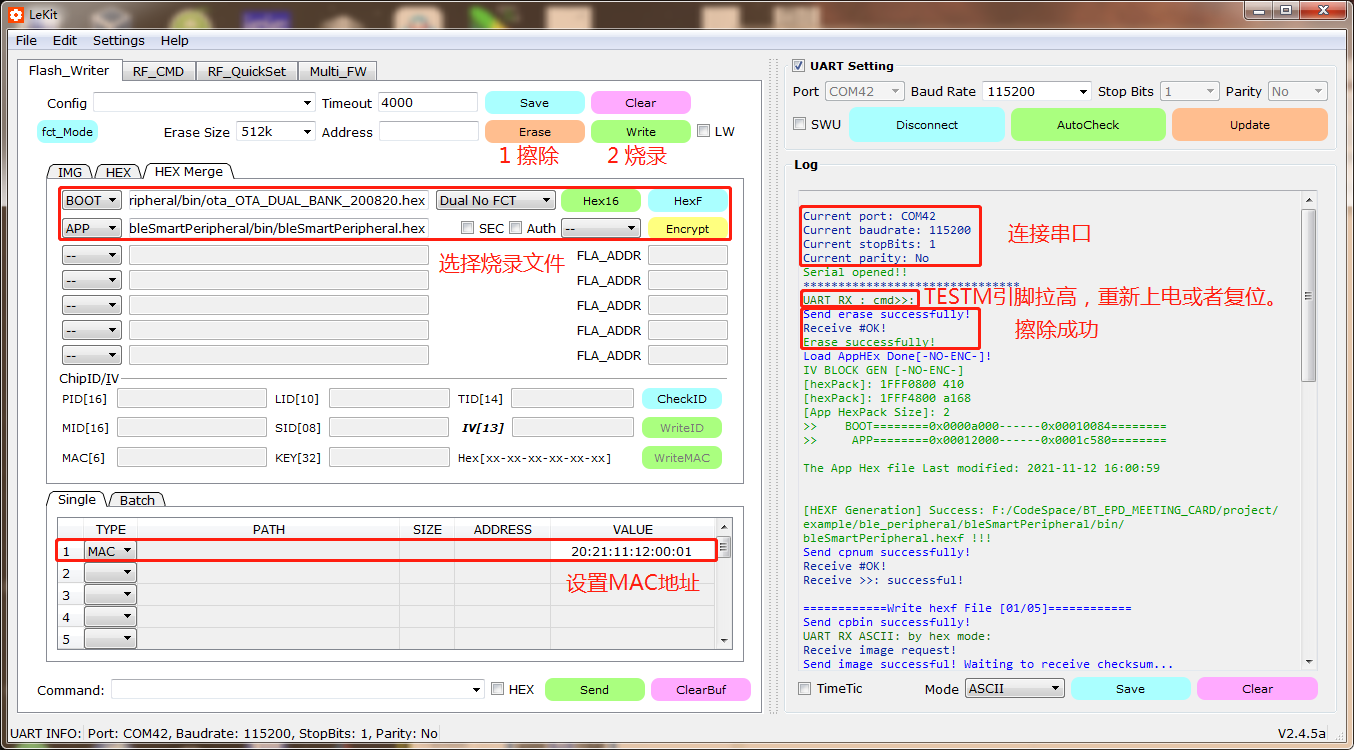 LeKit
File Edit Settings Help
Flash_Writer RF_CMD RF_QuickSet Multi_FW
Config Timeout 4000 Save Clear
fct_Mode Erase Size 512k Address Erase Write LW
1 擦除 2 烧录
IMG HEX HEX Merge
BOOT ripheral/bin/ota_OTA_DUAL_BANK_200820.hex Dual No FCT Hex16 HexF
APP bleSmartPeripheral/bin/bleSmartPeripheral.hex SEC Auth -- Encrypt
选择烧录文件
-- FLA_ADDR
-- FLA_ADDR
-- FLA_ADDR
-- FLA_ADDR
-- FLA_ADDR
ChipID/IV
PID[16] LID[10] TID[14] CheckID
MID[16] SID[08] IV[13] WriteID
MAC[6] KEY[32] Hex[xx-xx-xx-xx-xx-xx] WriteMAC
Single Batch
TYPE PATH SIZE ADDRESS VALUE
1 MAC 20:21:11:12:00:01
2
设置MAC地址
3
4
5
Command: HEX Send ClearBuf
UART Setting
Port COM42 Baud Rate 115200 Stop Bits 1 Parity No
SWU Disconnect AutoCheck Update
Log
Current port: COM42
Current baudrate: 115200
连接串口
Current stopBits: 1
Current parity: No
Serial opened!!
*******************************
UART RX : cmd>>:
TESTM引脚拉高，重新上电或者复位。
Send erase successfully!
Receive #OK!
擦除成功
Erase successfully!
Load AppHEx Done[-NO-ENC-]!
IV BLOCK GEN [-NO-ENC-]
[hexPack]: 1FFF0800 410
[hexPack]: 1FFF4800 a168
[App HexPack Size]: 2
>> BOOT========0x0000a000------0x00010084========
>> APP========0x00012000------0x0001c580========
The App Hex file Last modified: 2021-11-12 16:00:59
[HEXF Generation] Success: F:/CodeSpace/BT_EPD_MEETING_CARD/project/
example/ble_peripheral/bleSmartPeripheral/bin/
bleSmartPeripheral.hexf !!!
Send cpnum successfully!
Receive #OK!
Receive >>: successful!
============Write hexf File [01/05]============
Send cpbin successfully!
UART RX ASCII: by hex mode:
Receive image request!
Send image successful! Waiting to receive checksum...
TimeTic Mode ASCII Save Clear
UART INFO: Port: COM42, Baudrate: 115200, StopBits: 1, Parity: No V2.4.5a